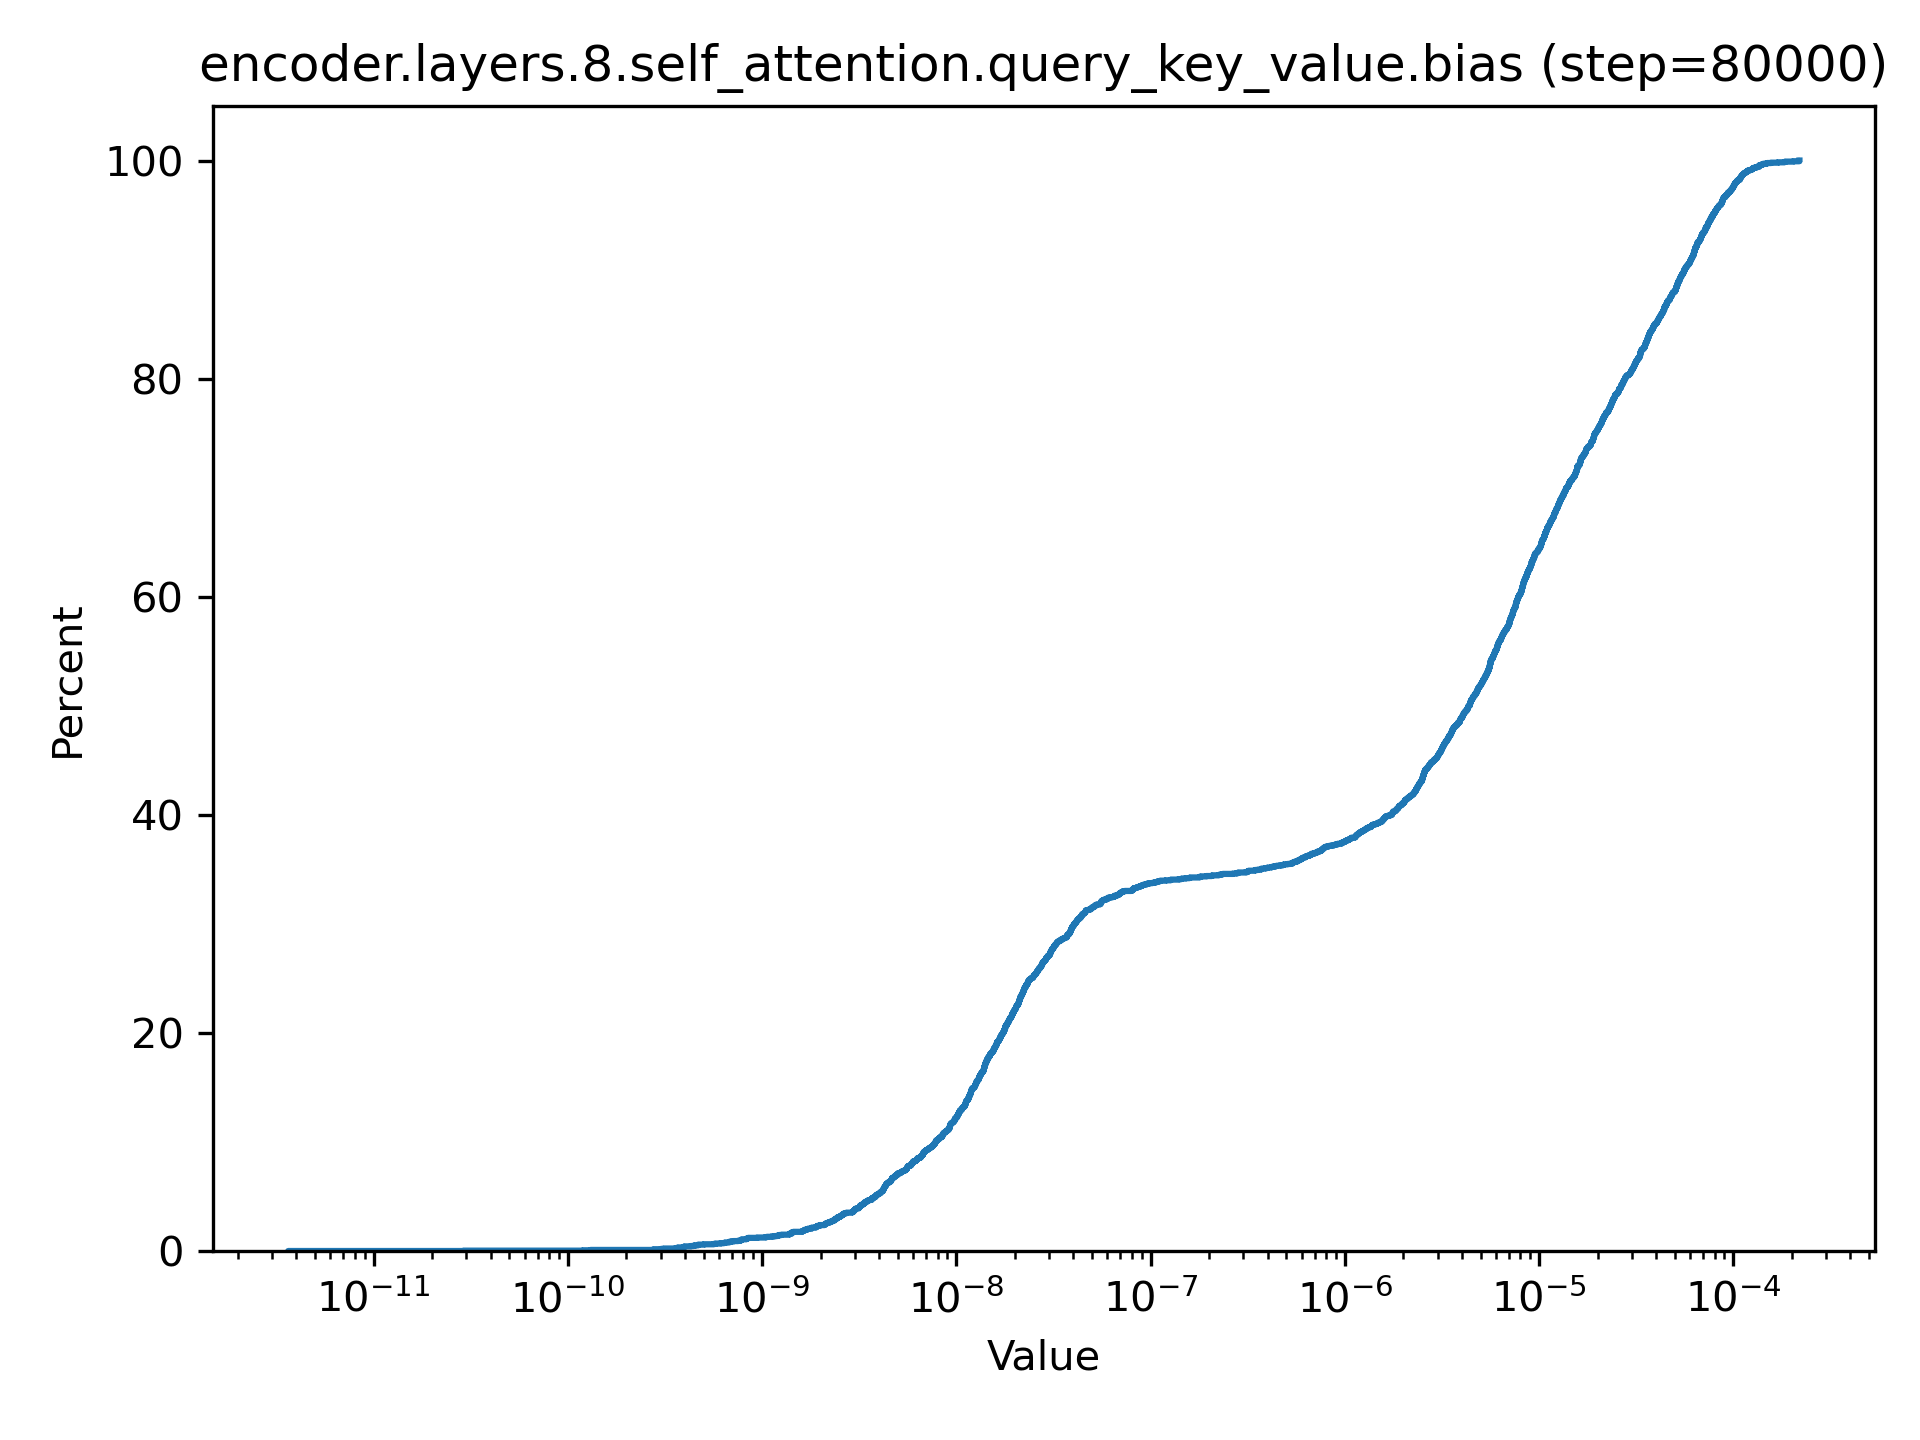 encoder.layers.8.self_attention.query_key_value.bias (step=80000)
100
80
60
40
20
0
Percent
10⁻¹¹ 10⁻¹⁰ 10⁻⁹ 10⁻⁸ 10⁻⁷ 10⁻⁶ 10⁻⁵ 10⁻⁴
Value